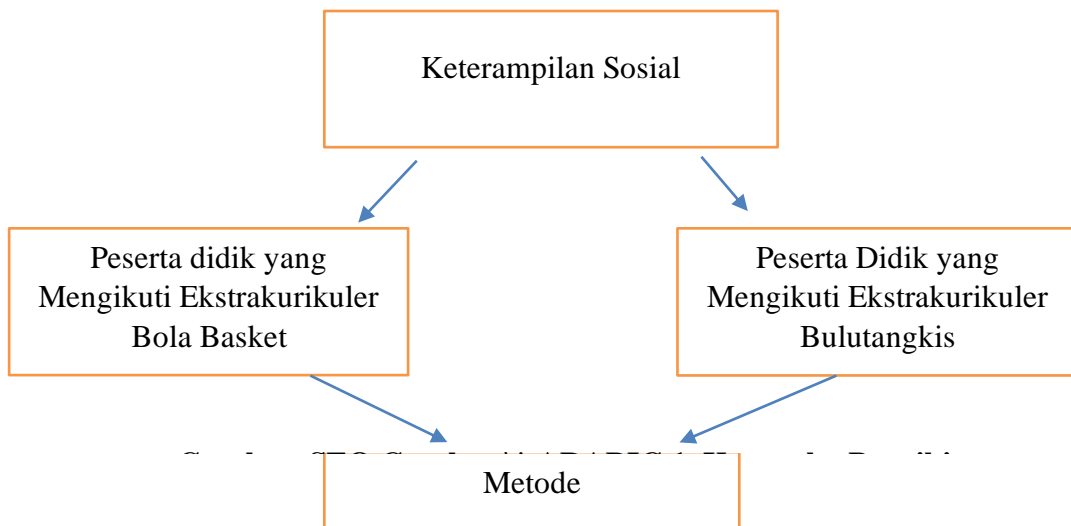 Keterampilan Sosial
Peserta didik yang
Mengikuti Ekstrakurikuler
Bola Basket
Peserta Didik yang
Mengikuti Ekstrakurikuler
Bulutangkis
Metode